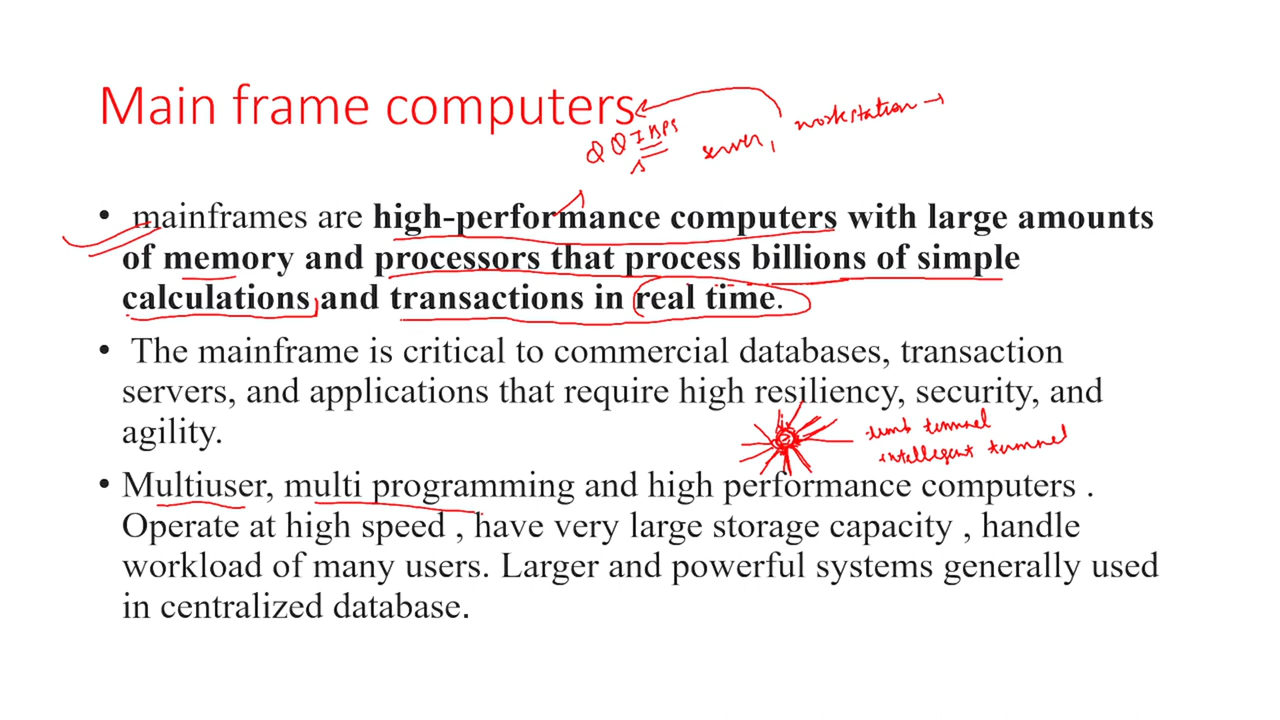 Main frame computers
server, workstation →
• mainframes are high-performance computers with large amounts
of memory and processors that process billions of simple
calculations and transactions in real time.
• The mainframe is critical to commercial databases, transaction
servers, and applications that require high resiliency, security, and
agility.
intellegent
• Multiuser, multi programming and high performance computers .
Operate at high speed , have very large storage capacity , handle
workload of many users. Larger and powerful systems generally used
in centralized database.